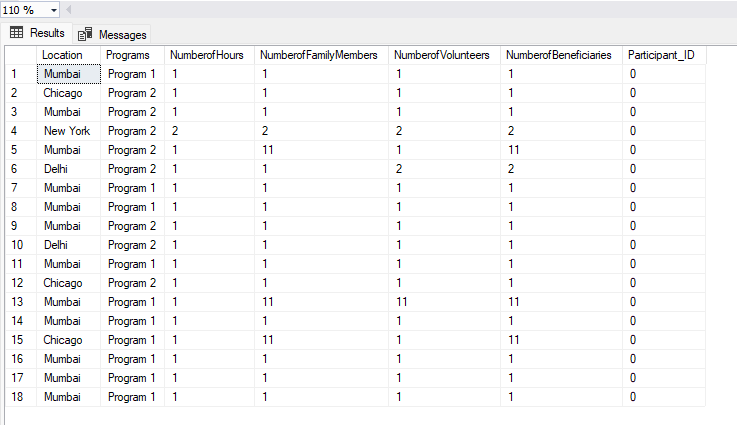 110 %
Results Messages
Location Programs NumberofHours NumberofFamilyMembers NumberofVolunteers NumberofBeneficiaries Participant_ID
1 Mumbai Program 1 1 1 1 1 0
2 Chicago Program 2 1 1 1 1 0
3 Mumbai Program 2 1 1 1 1 0
4 New York Program 2 2 2 2 2 0
5 Mumbai Program 2 1 11 1 11 0
6 Delhi Program 2 1 1 2 2 0
7 Mumbai Program 1 1 1 1 1 0
8 Mumbai Program 1 1 1 1 1 0
9 Mumbai Program 2 1 1 1 1 0
10 Delhi Program 2 1 1 1 1 0
11 Mumbai Program 1 1 1 1 1 0
12 Chicago Program 2 1 1 1 1 0
13 Mumbai Program 1 1 11 11 11 0
14 Mumbai Program 1 1 1 1 1 0
15 Chicago Program 1 1 11 1 11 0
16 Mumbai Program 1 1 1 1 1 0
17 Mumbai Program 1 1 1 1 1 0
18 Mumbai Program 1 1 1 1 1 0